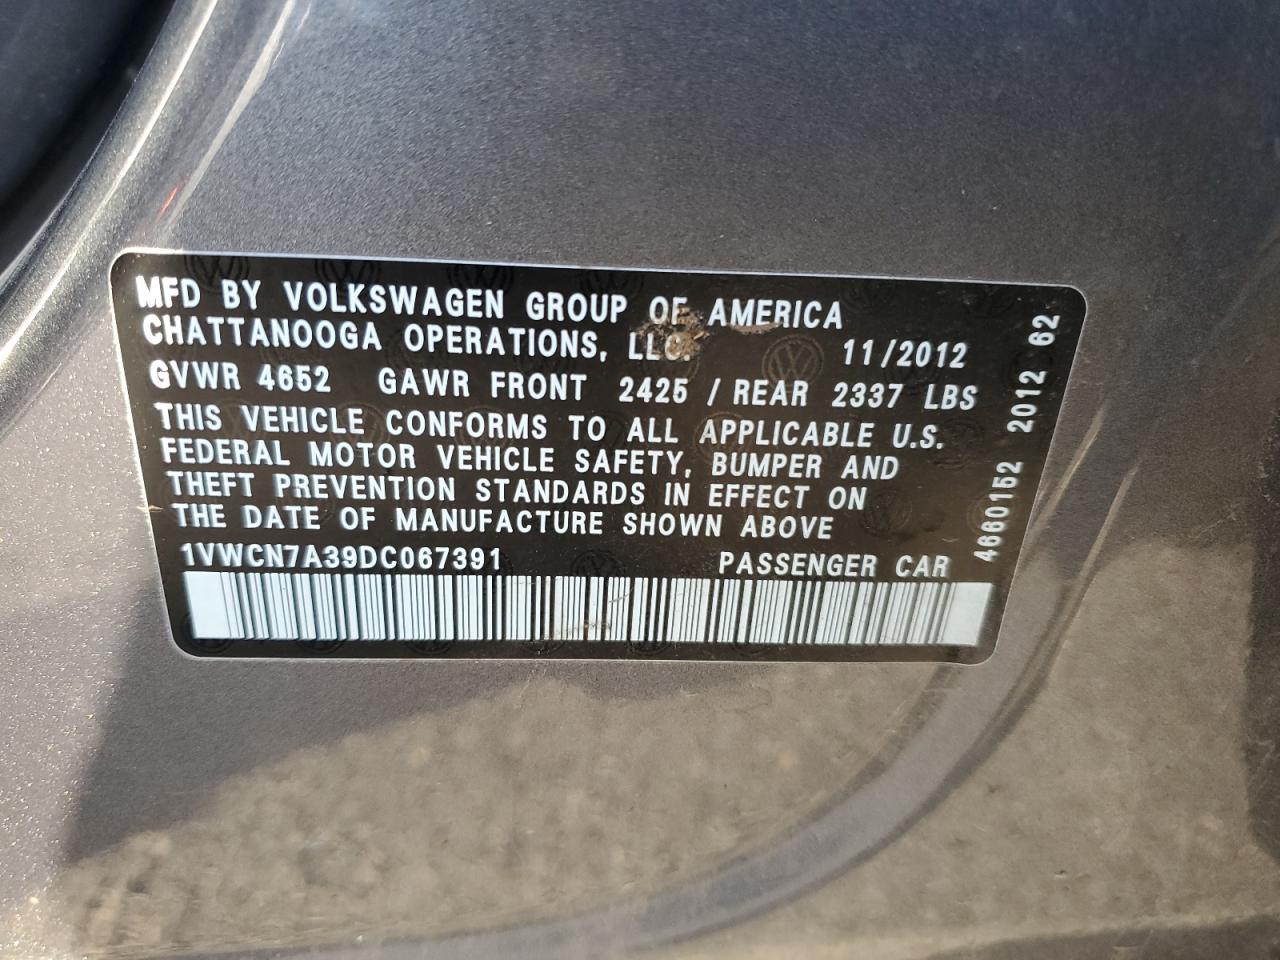 MFD BY VOLKSWAGEN GROUP OF AMERICA
CHATTANOOGA OPERATIONS, LLC. 11/2012
GVWR 4652 GAWR FRONT 2425 / REAR 2337 LBS
THIS VEHICLE CONFORMS TO ALL APPLICABLE U.S.
FEDERAL MOTOR VEHICLE SAFETY, BUMPER AND
THEFT PREVENTION STANDARDS IN EFFECT ON
THE DATE OF MANUFACTURE SHOWN ABOVE
1VWCN7A39DC067391 PASSENGER CAR
4660152 2012 62